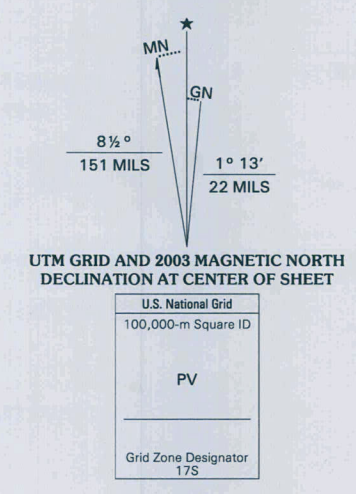 ★
MN
GN
8½°
151 MILS
1° 13'
22 MILS
UTM GRID AND 2003 MAGNETIC NORTH
DECLINATION AT CENTER OF SHEET
U.S. National Grid
100,000-m Square ID
PV
Grid Zone Designator
17S